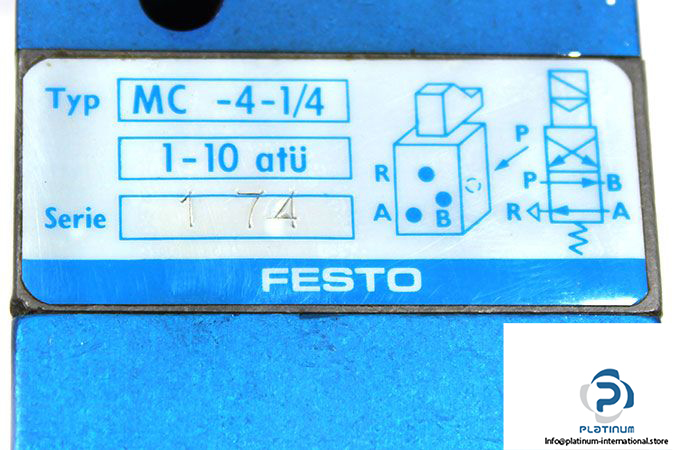 Typ MC -4-1/4
1-10 atü
Serie 1 74
R
A
B
P
P B
R A
FESTO
P
PLATINUM
Info@platinum-international.store